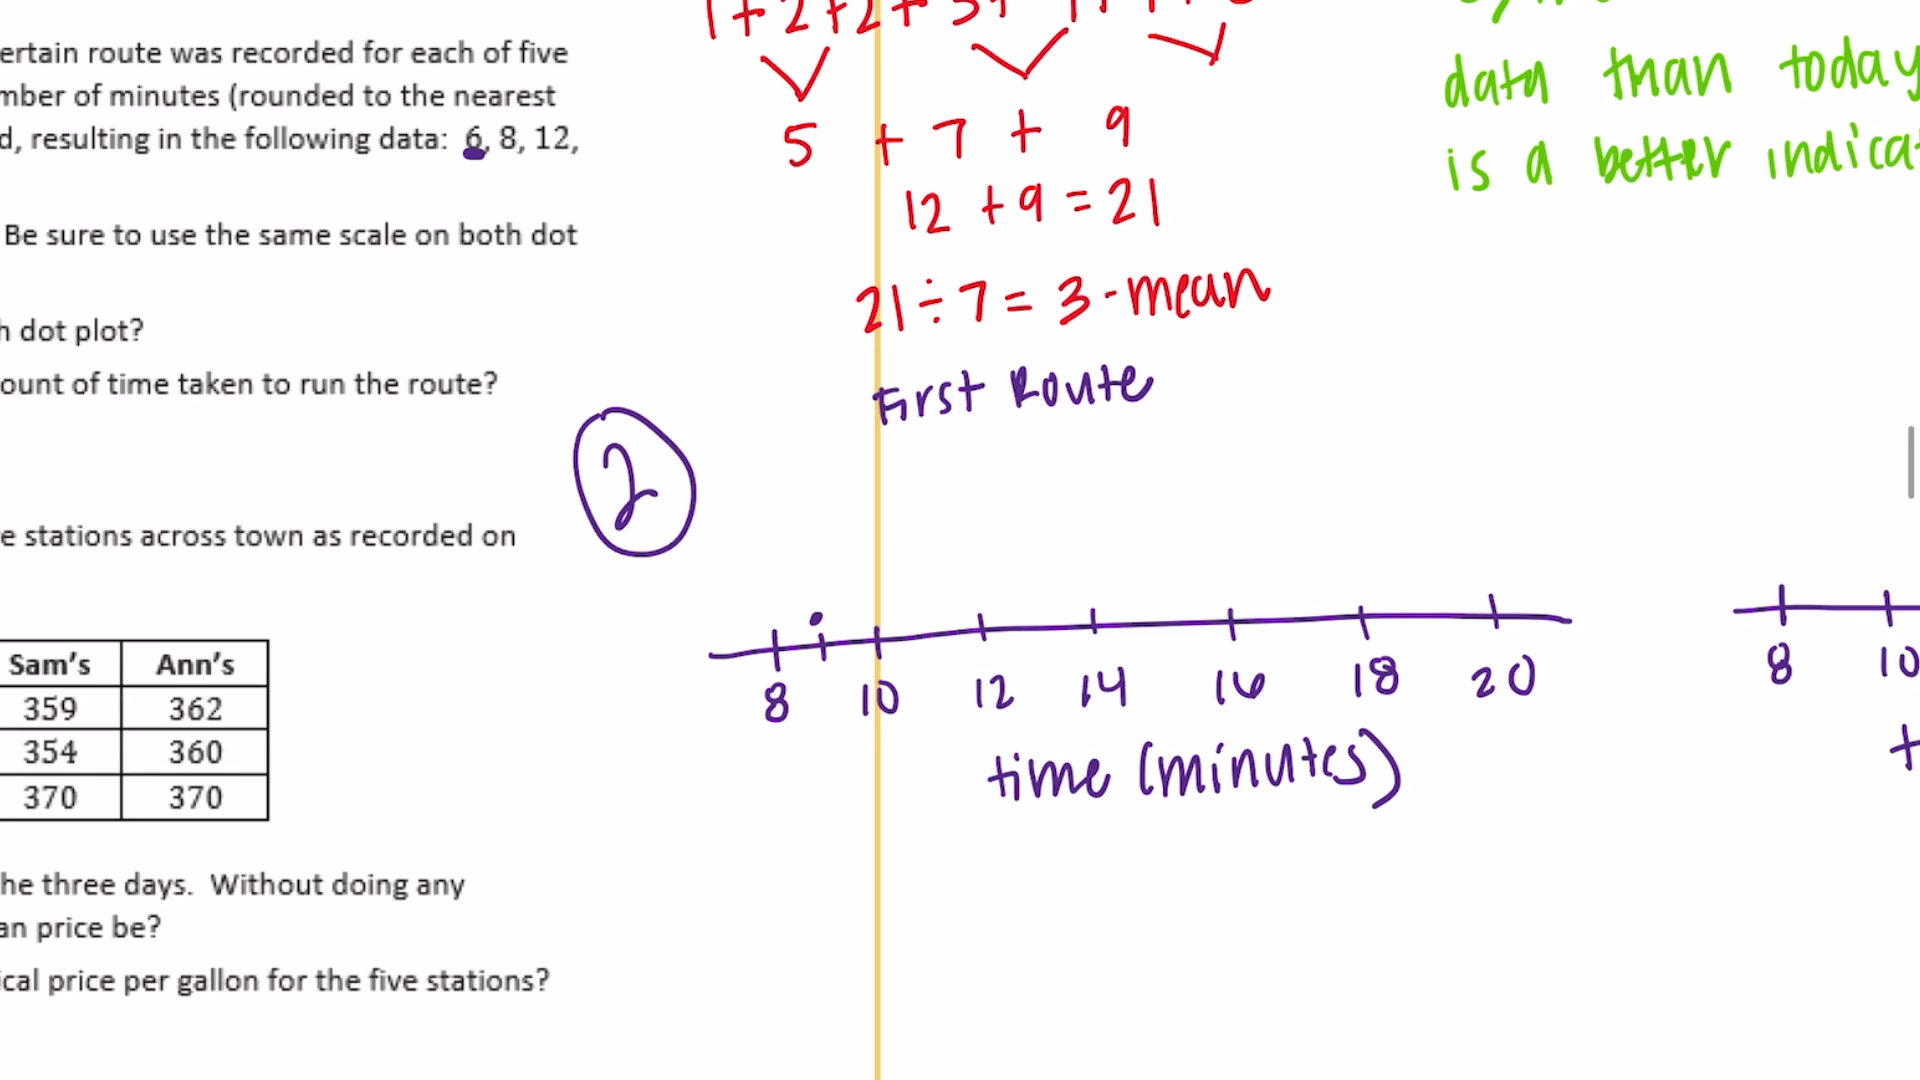 ertain route was recorded for each of five
mber of minutes (rounded to the nearest
d, resulting in the following data: 6, 8, 12,
Be sure to use the same scale on both dot
h dot plot?
ount of time taken to run the route?
e stations across town as recorded on
Sam's Ann's
359 362
354 360
370 370
he three days. Without doing any
an price be?
ical price per gallon for the five stations?
1+2+2+3+
5 + 7 + 9
12 + 9 = 21
21 ÷ 7 = 3 - mean
First Route
2
8 10 12 14 16 18 20
time (minutes)
data than today
is a better indicat
8 10
t